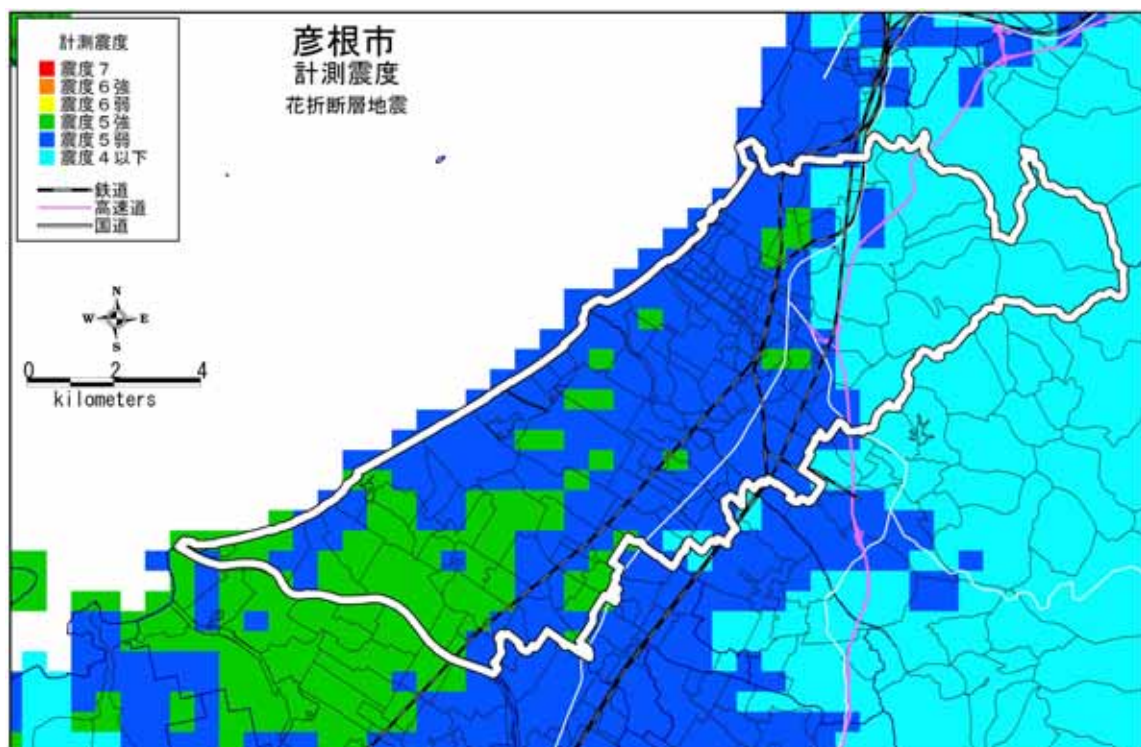 計測震度
震度7
震度6強
震度6弱
震度5強
震度5弱
震度4以下
鉄道
高速道
国道
彦根市
計測震度
花折断層地震
N
W E
S
0 2 4
kilometers